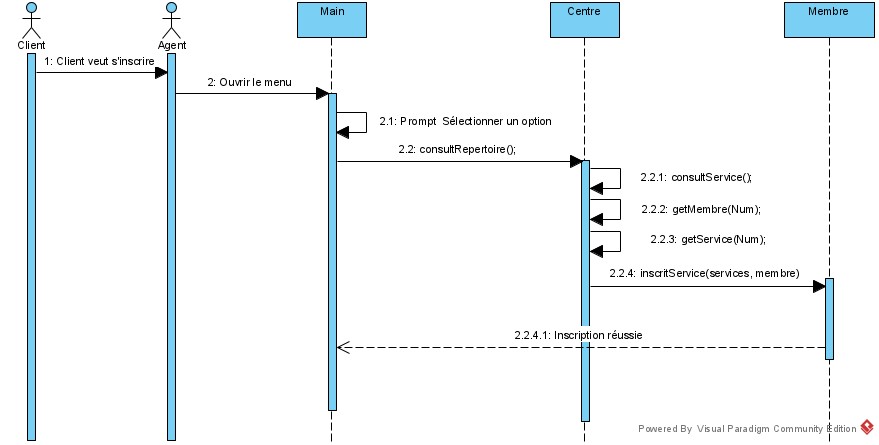 Main
Centre
Membre
Client
Agent
1: Client veut s'inscrire
2: Ouvrir le menu
2.1: Prompt Sélectionner un option
2.2: consultRepertoire();
2.2.1: consultService();
2.2.2: getMembre(Num);
2.2.3: getService(Num);
2.2.4: inscritService(services, membre)
2.2.4.1: Inscription réussie
Powered By Visual Paradigm Community Edition